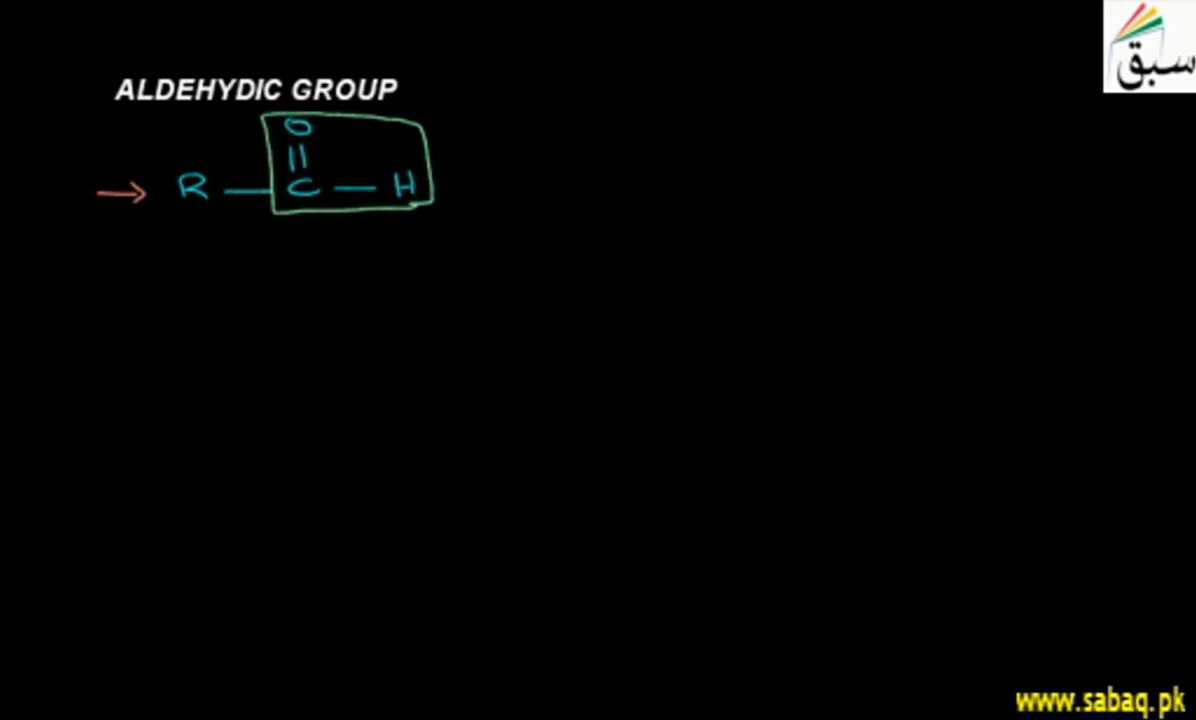 سبق
ALDEHYDIC GROUP
O
||
→ R — C — H
www.sabaq.pk